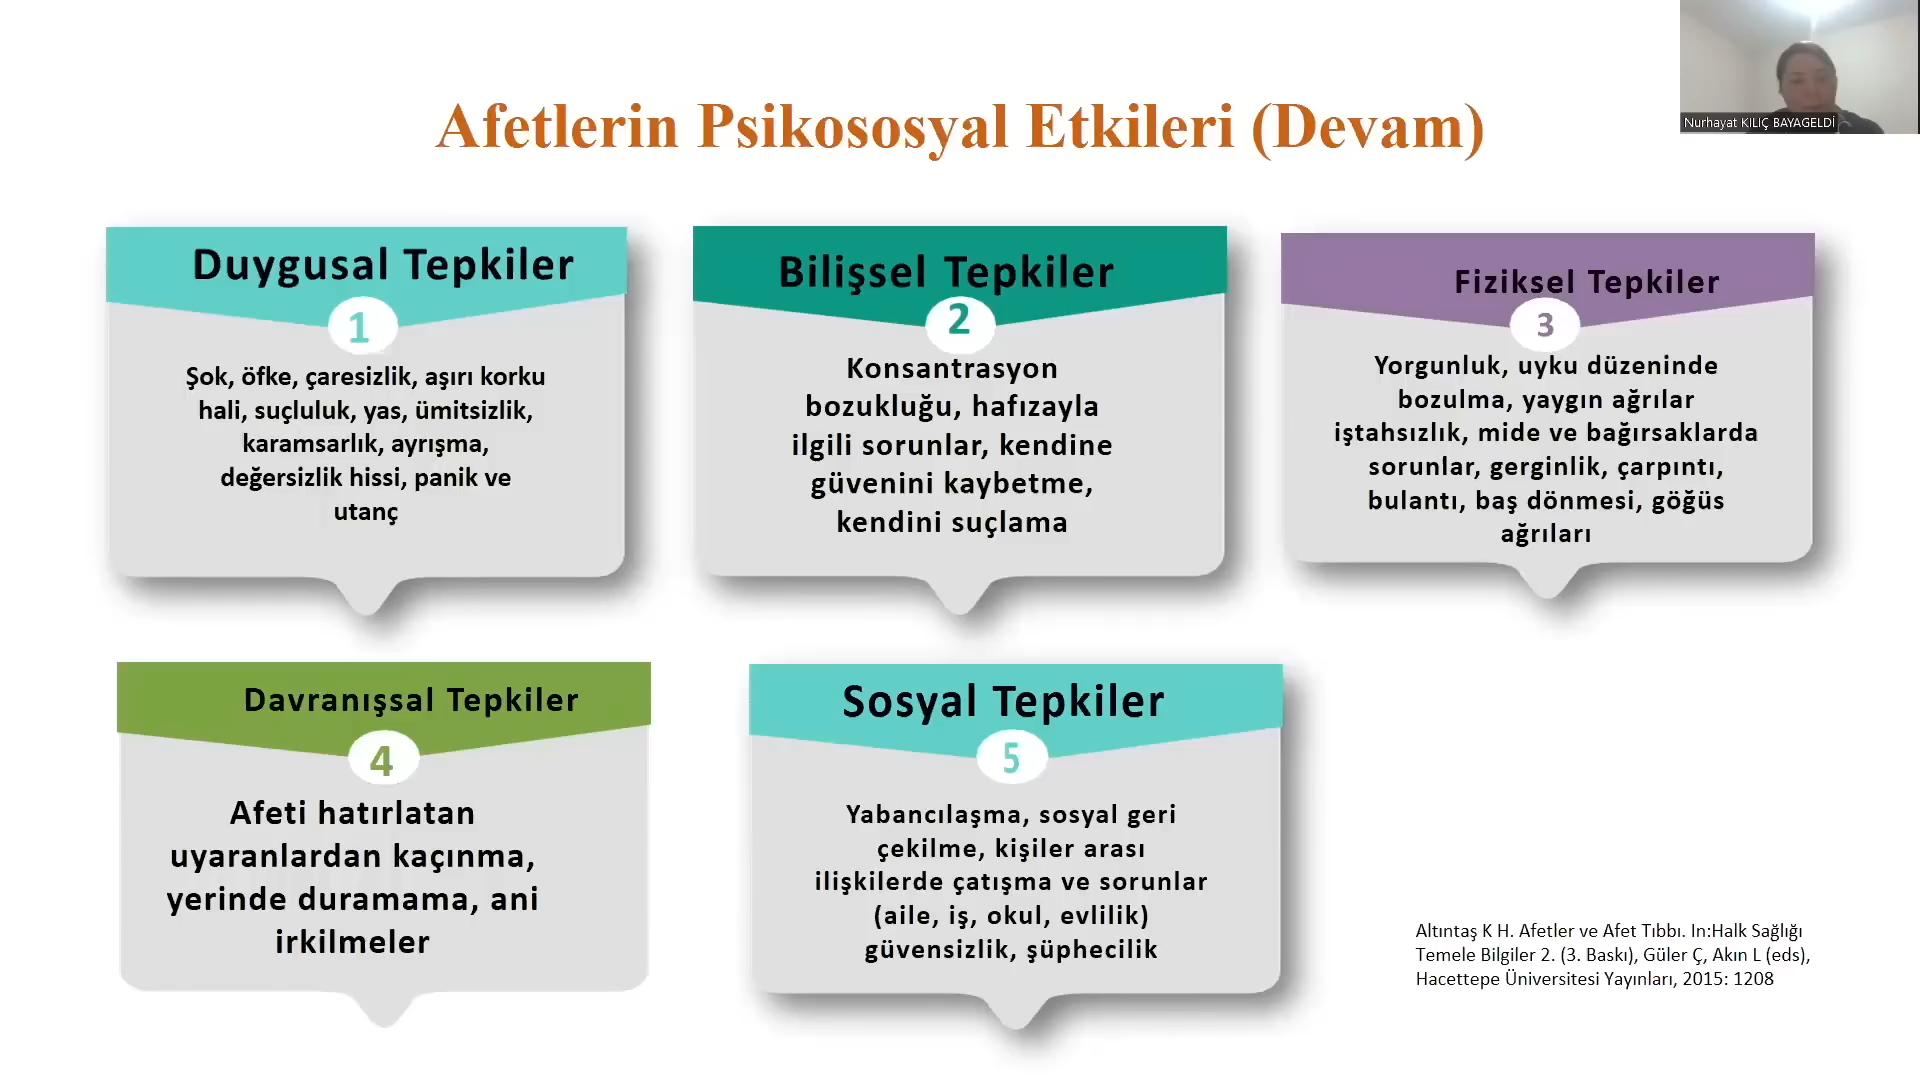 Nurhayat KILIÇ BAYAGELDİ
Afetlerin Psikososyal Etkileri (Devam)
Duygusal Tepkiler
1
Şok, öfke, çaresizlik, aşırı korku
hali, suçluluk, yas, ümitsizlik,
karamsarlık, ayrışma,
değersizlik hissi, panik ve
utanç
Bilişsel Tepkiler
2
Konsantrasyon
bozukluğu, hafızayla
ilgili sorunlar, kendine
güvenini kaybetme,
kendini suçlama
Fiziksel Tepkiler
3
Yorgunluk, uyku düzeninde
bozulma, yaygın ağrılar
iştahsızlık, mide ve bağırsaklarda
sorunlar, gerginlik, çarpıntı,
bulantı, baş dönmesi, göğüs
ağrıları
Davranışsal Tepkiler
4
Afeti hatırlatan
uyaranlardan kaçınma,
yerinde duramama, ani
irkilmeler
Sosyal Tepkiler
5
Yabancılaşma, sosyal geri
çekilme, kişiler arası
ilişkilerde çatışma ve sorunlar
(aile, iş, okul, evlilik)
güvensizlik, şüphecilik
Altıntaş K H. Afetler ve Afet Tıbbı. In:Halk Sağlığı
Temele Bilgiler 2. (3. Baskı), Güler Ç, Akın L (eds),
Hacettepe Üniversitesi Yayınları, 2015: 1208